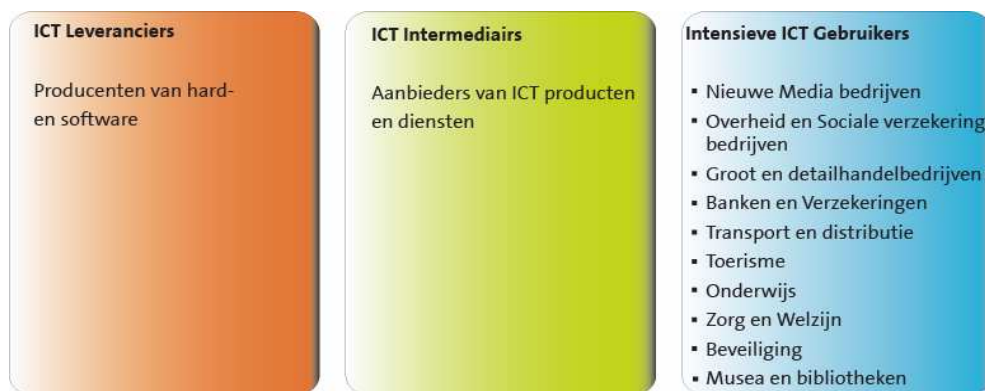 ICT Leveranciers
Producenten van hard-
en software
ICT Intermediairs
Aanbieders van ICT producten
en diensten
Intensieve ICT Gebruikers
▪ Nieuwe Media bedrijven
▪ Overheid en Sociale verzekering
bedrijven
▪ Groot en detailhandelbedrijven
▪ Banken en Verzekeringen
▪ Transport en distributie
▪ Toerisme
▪ Onderwijs
▪ Zorg en Welzijn
▪ Beveiliging
▪ Musea en bibliotheken